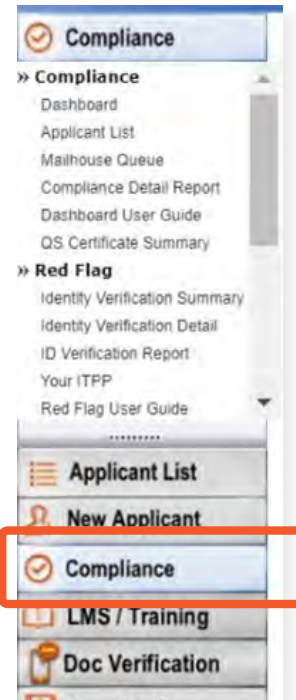 Compliance
» Compliance
Dashboard
Applicant List
Mailhouse Queue
Compliance Detail Report
Dashboard User Guide
QS Certificate Summary
» Red Flag
Identity Verification Summary
Identity Verification Detail
ID Verification Report
Your ITPP
Red Flag User Guide
Applicant List
New Applicant
Compliance
LMS / Training
Doc Verification